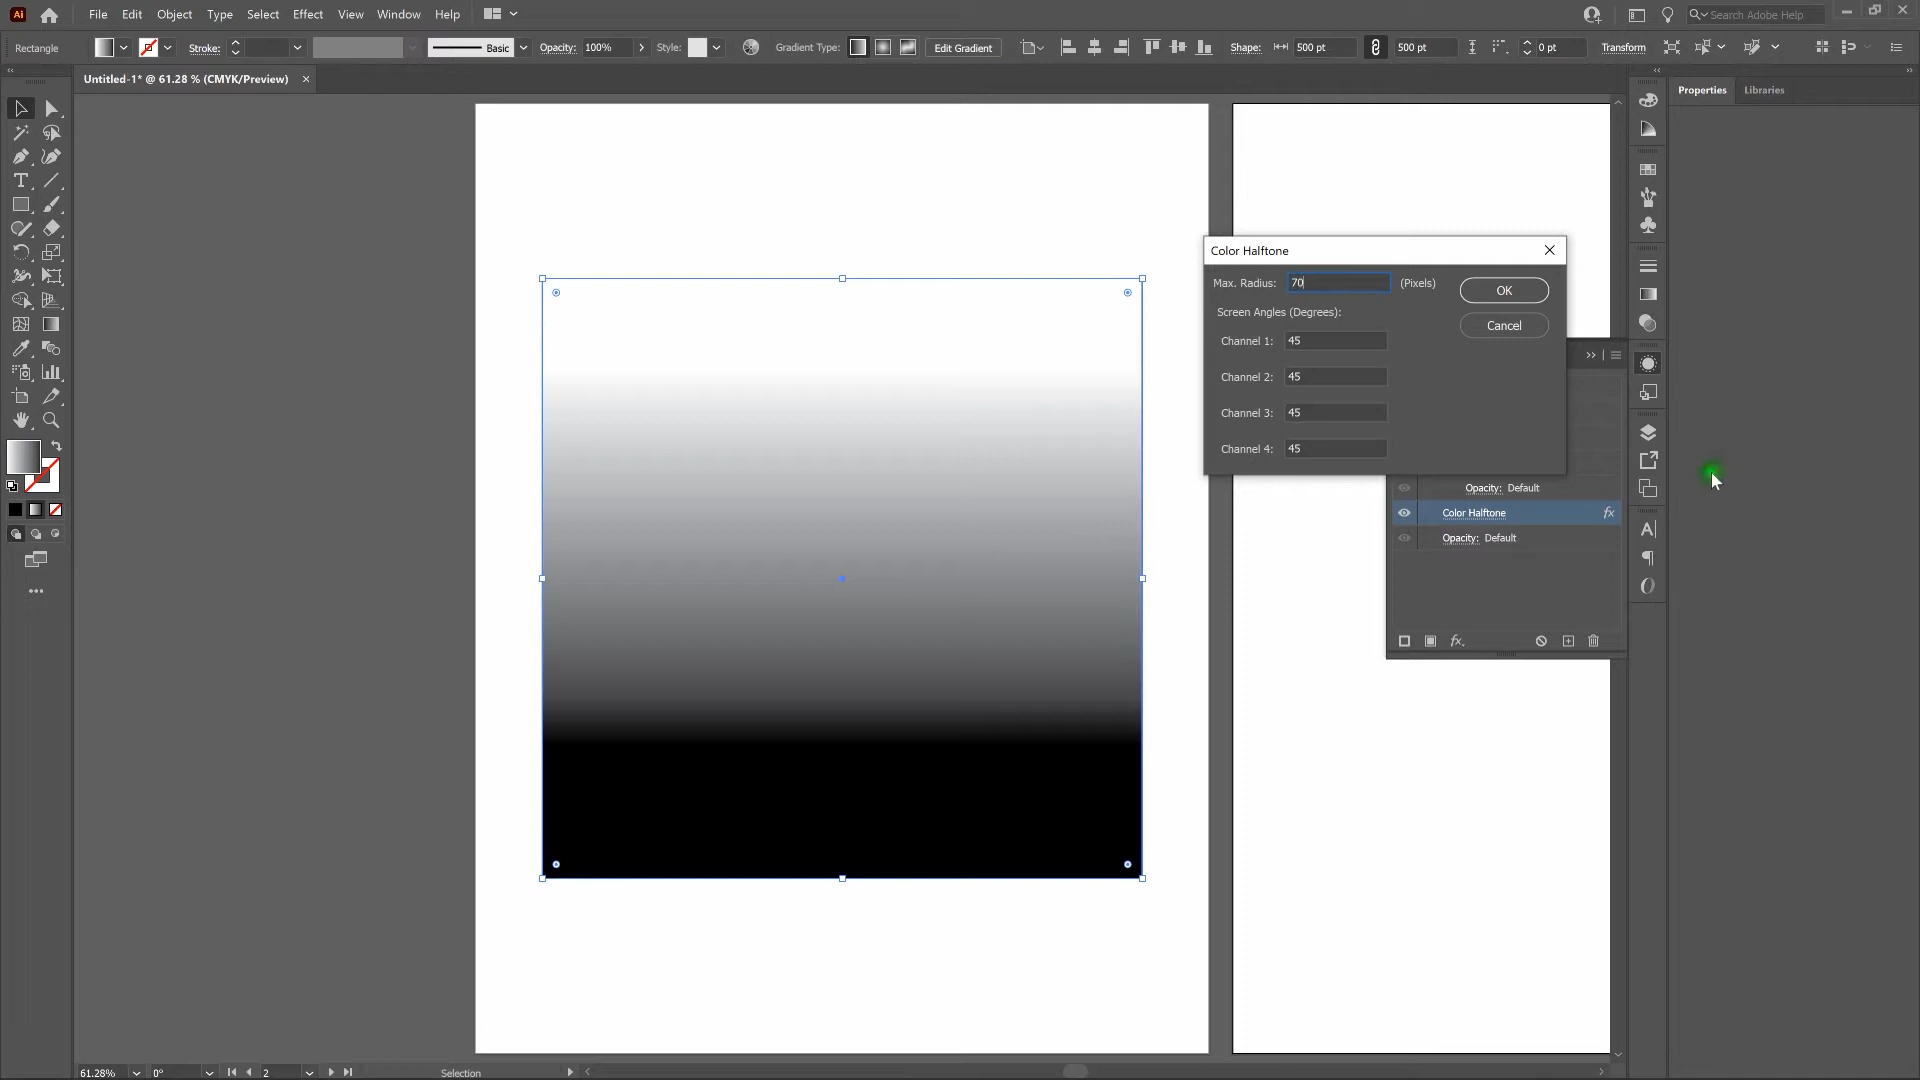 Ai File Edit Object Type Select Effect View Window Help Search Adobe Help
Rectangle Stroke: Basic Opacity: 100% Style: Gradient Type: Edit Gradient Shape: 500 pt 500 pt 0 pt Transform
Untitled-1* @ 61.28 % (CMYK/Preview) ×
Properties Libraries
Color Halftone
Max. Radius: 70 (Pixels) OK
Screen Angles (Degrees):
Cancel
Channel 1: 45
Channel 2: 45
Channel 3: 45
Channel 4: 45
Opacity: Default
Color Halftone fx
Opacity: Default
fx
61.28% 0° 2 Selection